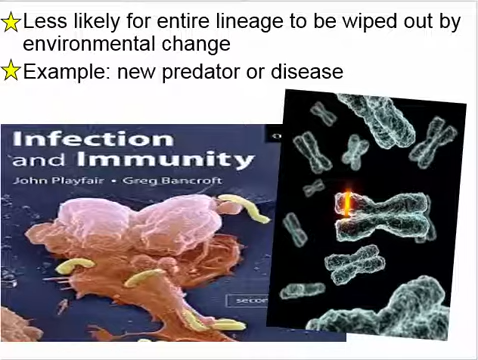 Less likely for entire lineage to be wiped out by
environmental change
Example: new predator or disease
Infection
and Immunity
John Playfair • Greg Bancroft